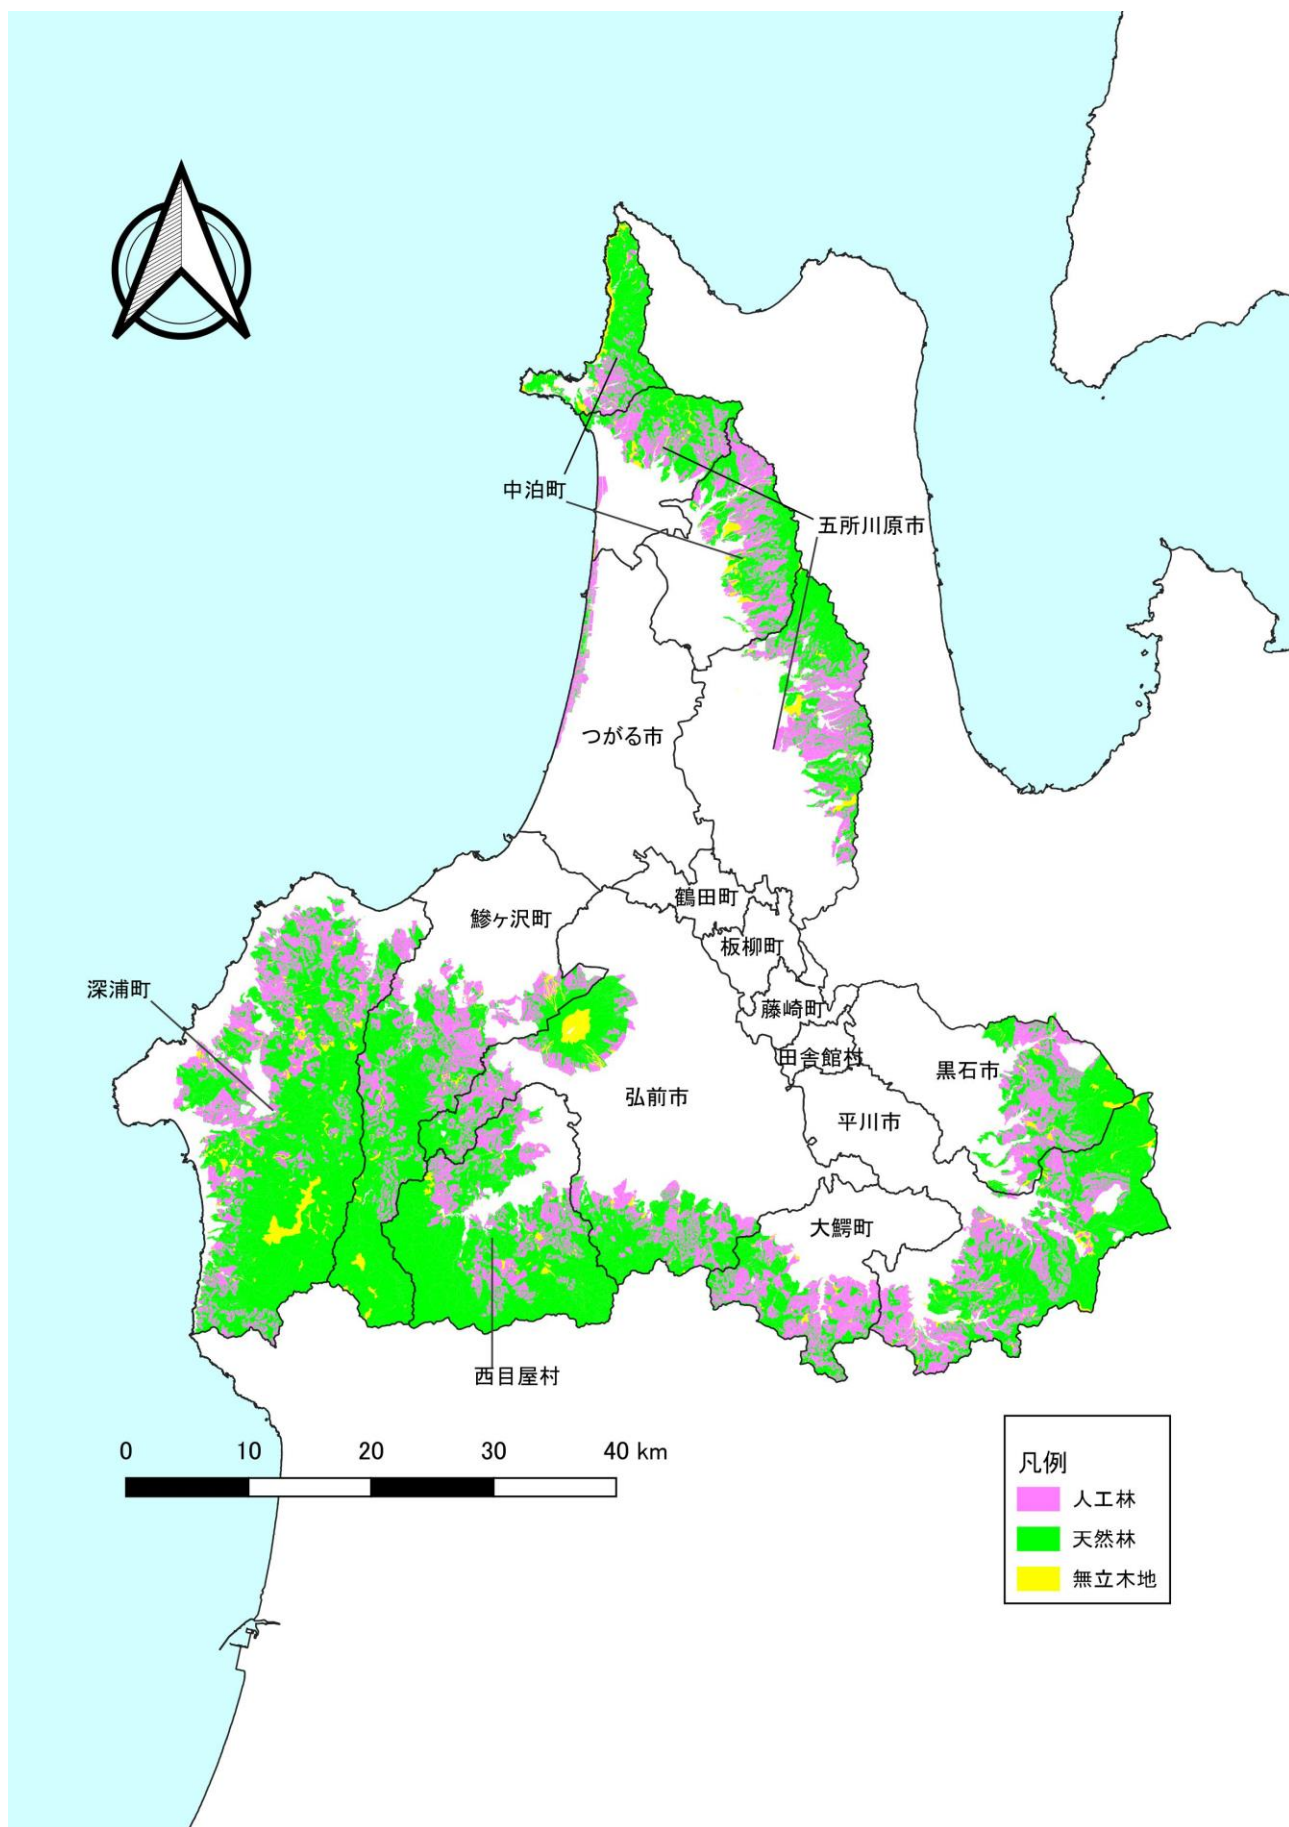 中泊町
五所川原市
つがる市
鶴田町
鰺ヶ沢町
板柳町
深浦町
藤崎町
田舎館村
黒石市
弘前市
平川市
大鰐町
西目屋村
0 10 20 30 40 km
凡例
人工林
天然林
無立木地